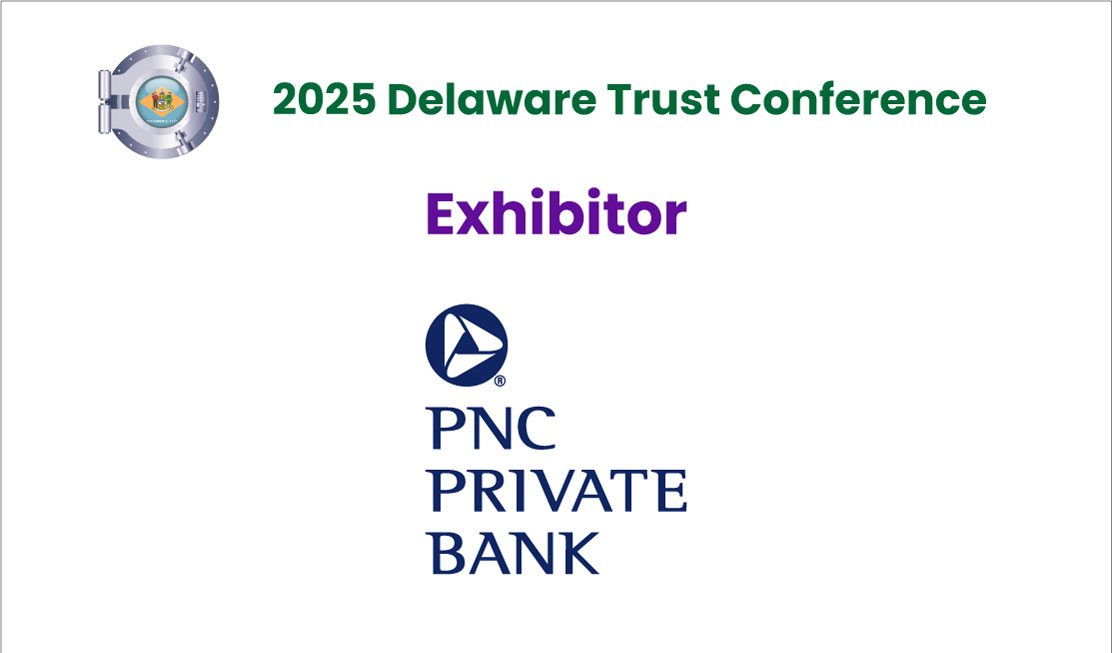 2025 Delaware Trust Conference
Exhibitor
®
PNC
PRIVATE
BANK